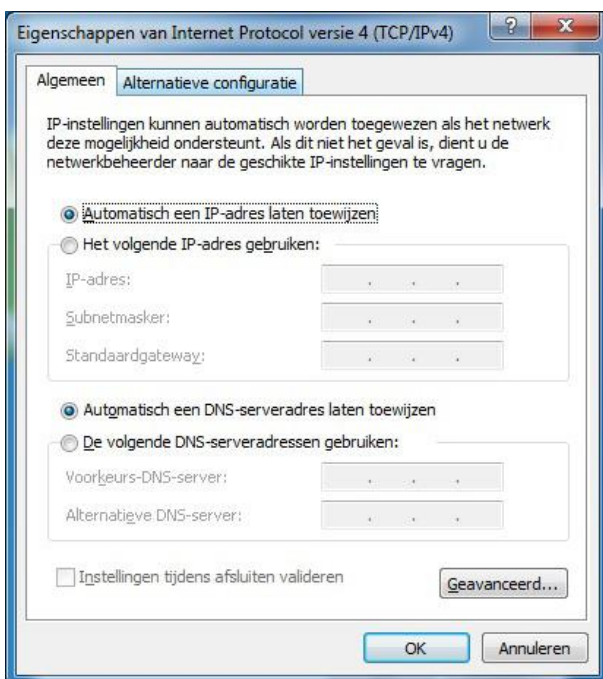 Eigenschappen van Internet Protocol versie 4 (TCP/IPv4)
Algemeen
Alternatieve configuratie
IP-instellingen kunnen automatisch worden toegewezen als het netwerk
deze mogelijkheid ondersteunt. Als dit niet het geval is, dient u de
netwerkbeheerder naar de geschikte IP-instellingen te vragen.
Automatisch een IP-adres laten toewijzen
Het volgende IP-adres gebruiken:
IP-adres:
Subnetmasker:
Standaardgateway:
Automatisch een DNS-serveradres laten toewijzen
De volgende DNS-serveradressen gebruiken:
Voorkeurs-DNS-server:
Alternatieve DNS-server:
Instellingen tijdens afsluiten valideren
Geavanceerd...
OK
Annuleren